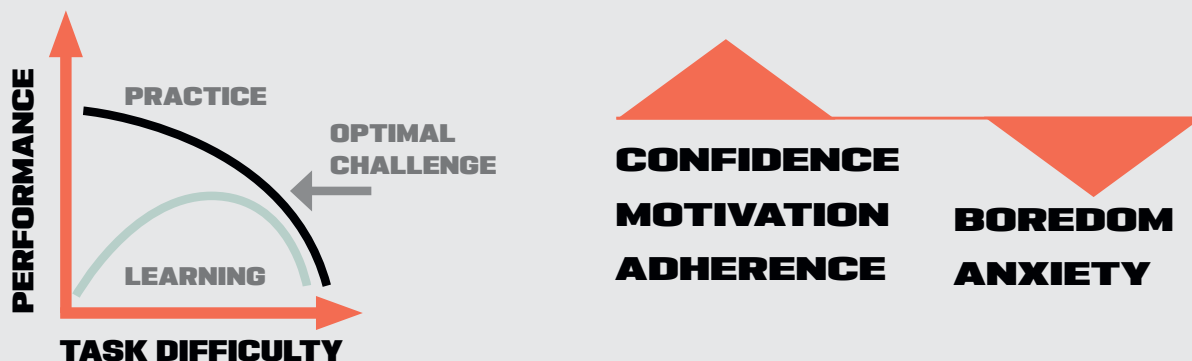 PERFORMANCE
PRACTICE
OPTIMAL
CHALLENGE
LEARNING
TASK DIFFICULTY
CONFIDENCE
MOTIVATION
ADHERENCE
BOREDOM
ANXIETY